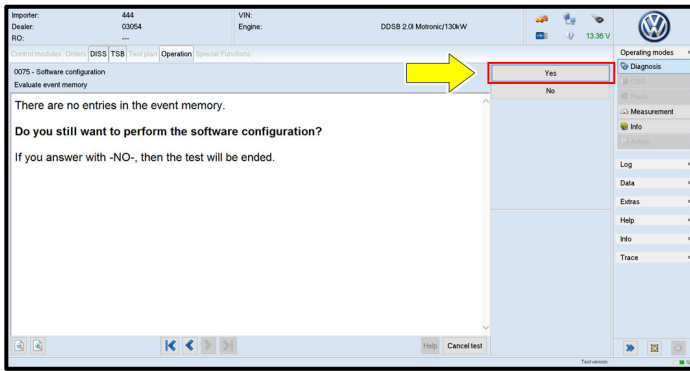 Importer: 444 VIN:
Dealer: 03054 Engine: DDSB 2.0l Motronic/130kW
RO: ---
13.36 V
Control modules Orders DISS TSB Test plan Operation Special Functions
Operating modes
0075 - Software configuration
Evaluate event memory
Yes
No
Diagnosis
OBD
Flash
Measurement
Info
Admin
There are no entries in the event memory.
Do you still want to perform the software configuration?
If you answer with -NO-, then the test will be ended.
Log
Data
Extras
Help
Info
Trace
Help Cancel test
Test version